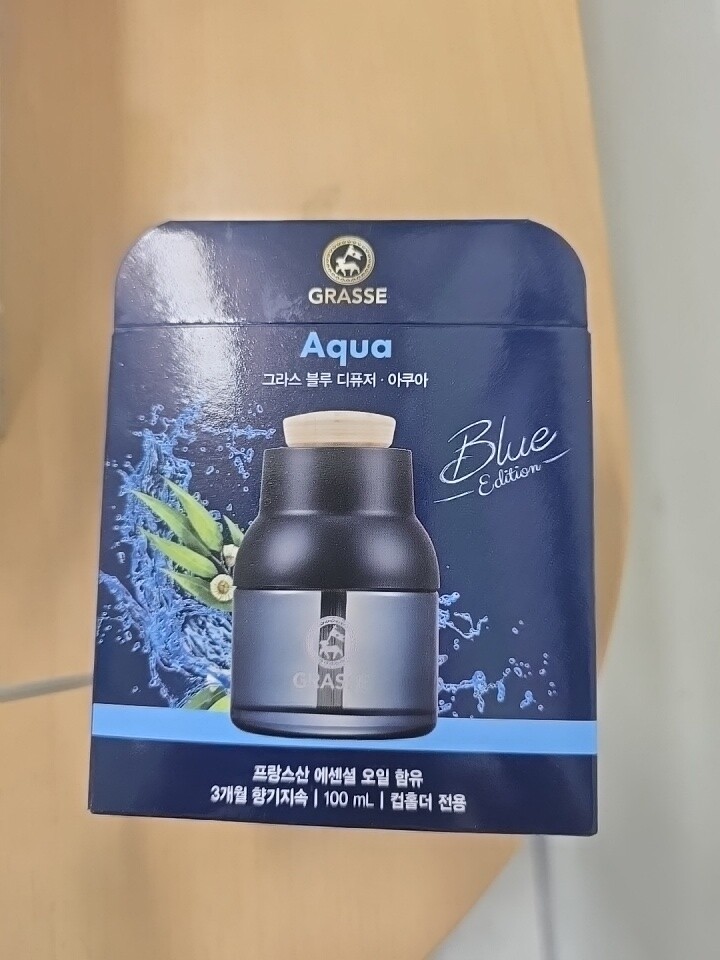 GRASSE
Aqua
그라스 블루 디퓨저 · 아쿠아
Blue
Edition
GRASSE
프랑스산 에센셜 오일 함유
3개월 향기지속 | 100 mL | 컵홀더 전용